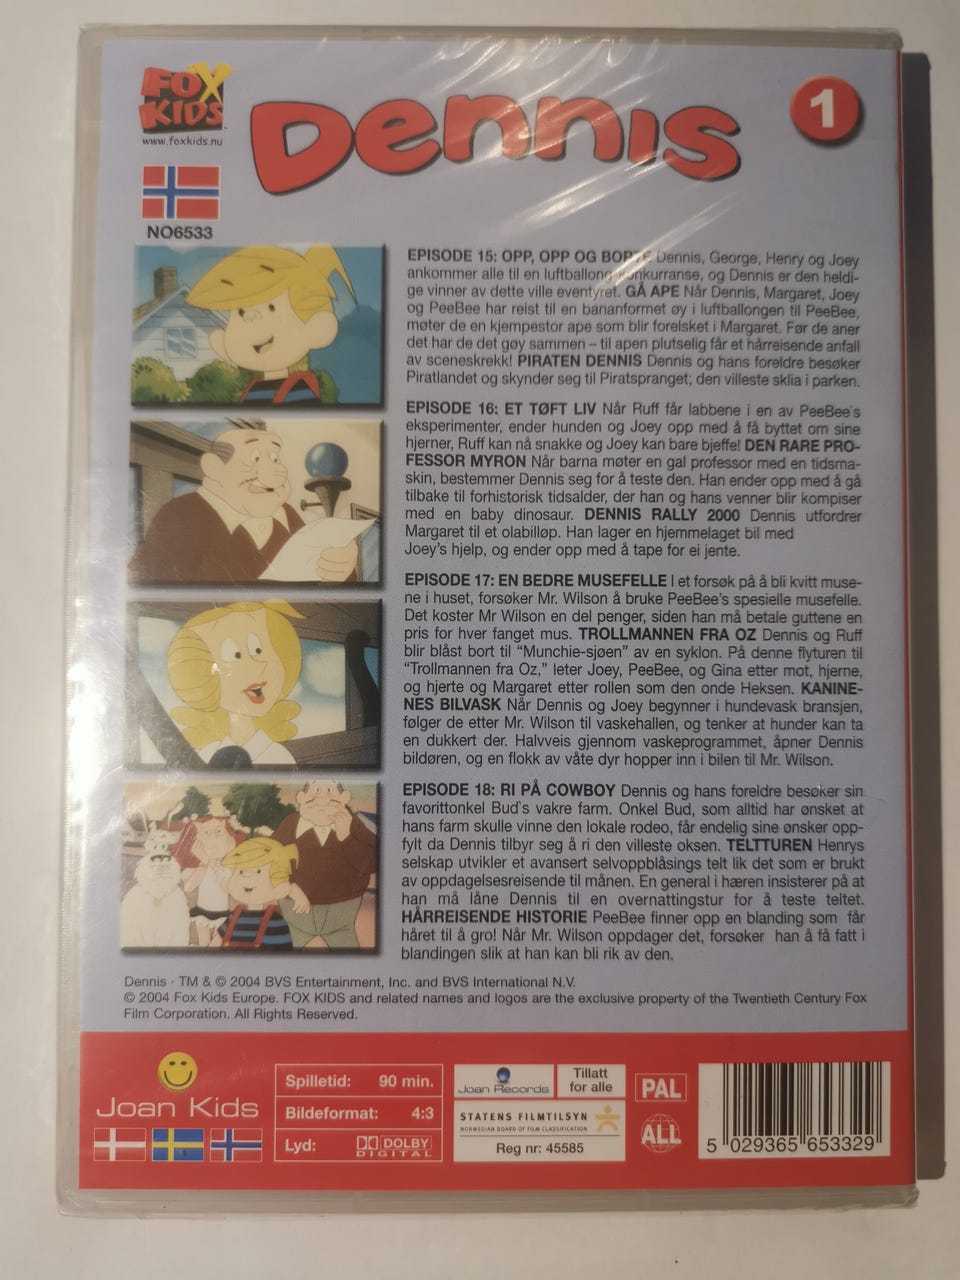 FOX
KIDS
www.foxkids.nu
Dennis
1
NO6533
EPISODE 15: OPP, OPP OG BORTE Dennis, George, Henry og Joey
ankommer alle til en luftballong konkurranse, og Dennis er den heldi-
ge vinner av dette ville eventyret. GÅ APE Når Dennis, Margaret, Joey
og PeeBee har reist til en bananformet øy i luftballongen til PeeBee,
møter de en kjempestor ape som blir forelsket i Margaret. Før de aner
det har de det gøy sammen – til apen plutselig får et hårreisende anfall
av sceneskrekk! PIRATEN DENNIS Dennis og hans foreldre besøker
Piratlandet og skynder seg til Piratspranget; den villeste sklia i parken.
EPISODE 16: ET TØFT LIV Når Ruff får labbene i en av PeeBee's
eksperimenter, ender hunden og Joey opp med å få byttet om sine
hjerner, Ruff kan nå snakke og Joey kan bare bjeffe! DEN RARE PRO-
FESSOR MYRON Når barna møter en gal professor med en tidsma-
skin, bestemmer Dennis seg for å teste den. Han ender opp med å gå
tilbake til forhistorisk tidsalder, der han og hans venner blir kompiser
med en baby dinosaur. DENNIS RALLY 2000 Dennis utfordrer
Margaret til et olabilløp. Han lager en hjemmelaget bil med
Joey's hjelp, og ender opp med å tape for ei jente.
EPISODE 17: EN BEDRE MUSEFELLE I et forsøk på å bli kvitt muse-
ne i huset, forsøker Mr. Wilson å bruke PeeBee's spesielle musefelle.
Det koster Mr Wilson en del penger, siden han må betale guttene en
pris for hver fanget mus. TROLLMANNEN FRA OZ Dennis og Ruff
blir blåst bort til “Munchie-sjøen” av en syklon. På denne flyturen til
“Trollmannen fra Oz,” leter Joey, PeeBee, og Gina etter mot, hjerne,
og hjerte og Margaret etter rollen som den onde Heksen. KANINE-
NES BILVASK Når Dennis og Joey begynner i hundevask bransjen,
følger de etter Mr. Wilson til vaskehallen, og tenker at hunder kan ta
en dukkert der. Halvveis gjennom vaskeprogrammet, åpner Dennis
bildøren, og en flokk av våte dyr hopper inn i bilen til Mr. Wilson.
EPISODE 18: RI PÅ COWBOY Dennis og hans foreldre besøker sin
favorittonkel Bud`s vakre farm. Onkel Bud, som alltid har ønsket at
hans farm skulle vinne den lokale rodeo, får endelig sine ønsker opp-
fylt da Dennis tilbyr seg å ri den villeste oksen. TELTTUREN Henrys
selskap utvikler et avansert selvoppblåsings telt lik det som er brukt
av oppdagelsesreisende til månen. En general i hæren insisterer på at
han må låne Dennis til en overnattingstur for å teste teltet.
HÅRREISENDE HISTORIE PeeBee finner opp en blanding som får
håret til å gro! Når Mr. Wilson oppdager det, forsøker han å få fatt i
blandingen slik at han kan bli rik av den.
Dennis · TM & © 2004 BVS Entertainment, Inc. and BVS International N.V.
© 2004 Fox Kids Europe. FOX KIDS and related names and logos are the exclusive property of the Twentieth Century Fox
Film Corporation. All Rights Reserved.
Joan Kids
Spilletid: 90 min.
Bildeformat: 4:3
Lyd: DOLBY
DIGITAL
Joan Records
Tillatt
for alle
STATENS FILMTILSYN
NORWEGIAN BOARD OF FILM CLASSIFICATION
Reg nr: 45585
PAL
ALL
5 029365 653329